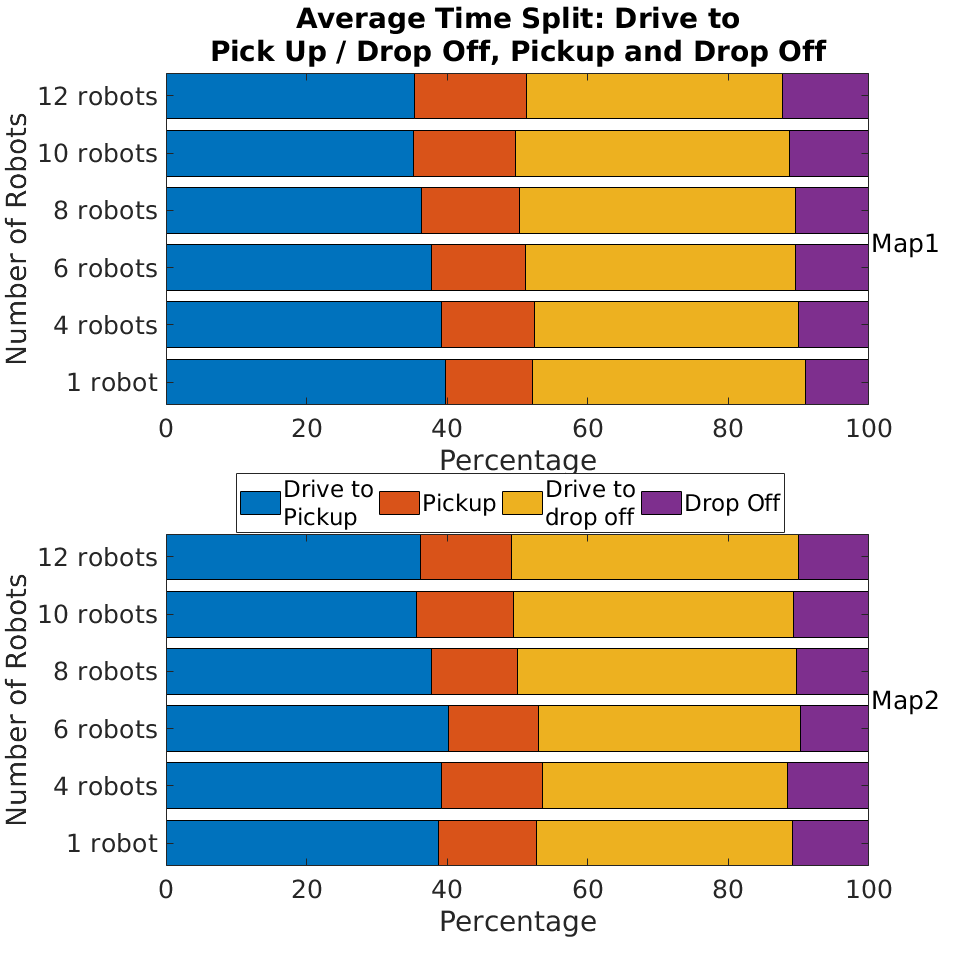 Average Time Split: Drive to
Pick Up / Drop Off, Pickup and Drop Off
Number of Robots
12 robots
10 robots
8 robots
6 robots
4 robots
1 robot
Map1
0 20 40 60 80 100
Percentage
Drive to
Pickup
Pickup
Drive to
drop off
Drop Off
Number of Robots
12 robots
10 robots
8 robots
6 robots
4 robots
1 robot
Map2
0 20 40 60 80 100
Percentage